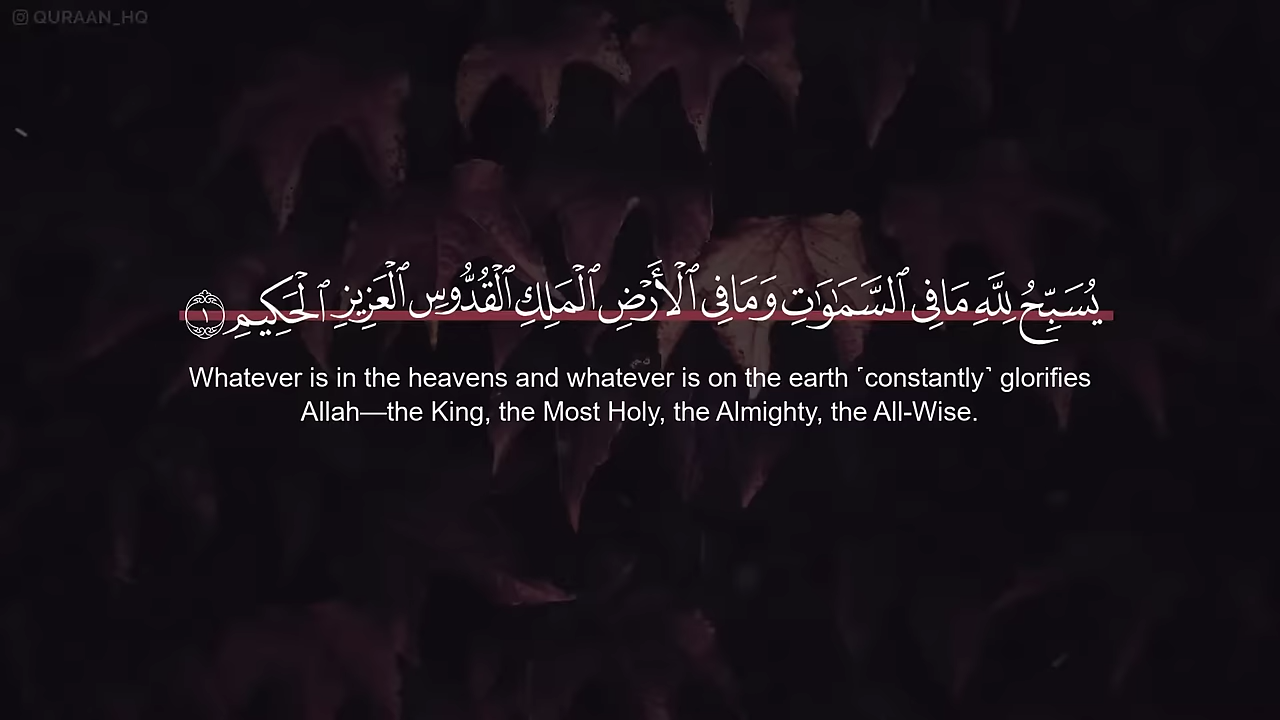 QURAAN_HQ
يُسَبِّحُ لِلَّهِ مَا فِى ٱلسَّمَـٰوَٰتِ وَمَا فِى ٱلْأَرْضِ ٱلْمَلِكِ ٱلْقُدُّوسِ ٱلْعَزِيزِ ٱلْحَكِيمِ ١
Whatever is in the heavens and whatever is on the earth ˹constantly˺ glorifies
Allah—the King, the Most Holy, the Almighty, the All-Wise.